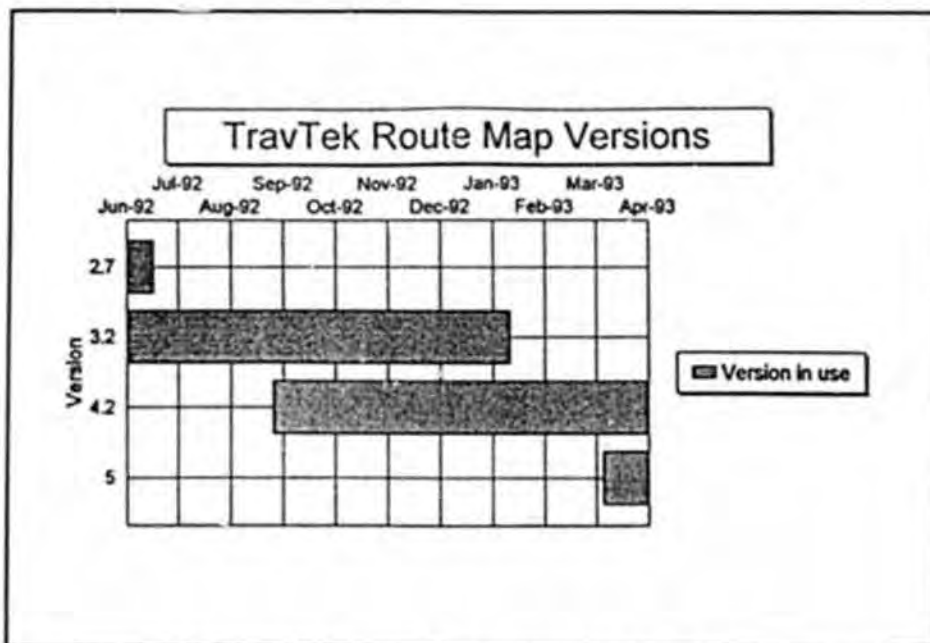 TravTek Route Map Versions
Jul-92 Sep-92 Nov-92 Jan-93 Mar-93
Jun-92 Aug-92 Oct-92 Dec-92 Feb-93 Apr-93
2.7
3.2
Version
4.2
5
Version in use